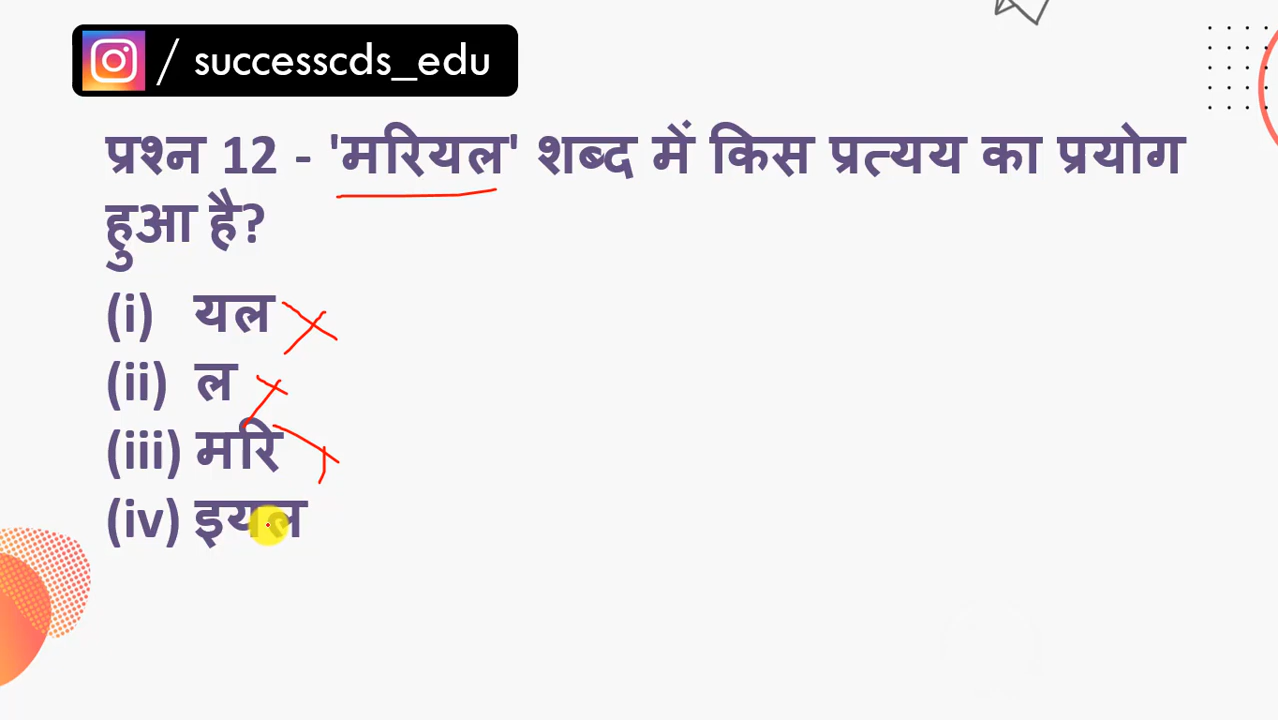 / successcds_edu
प्रश्न 12 - 'मरियल' शब्द में किस प्रत्यय का प्रयोग
हुआ है?
(i) यल
(ii) ल
(iii) मरि
(iv) इयल